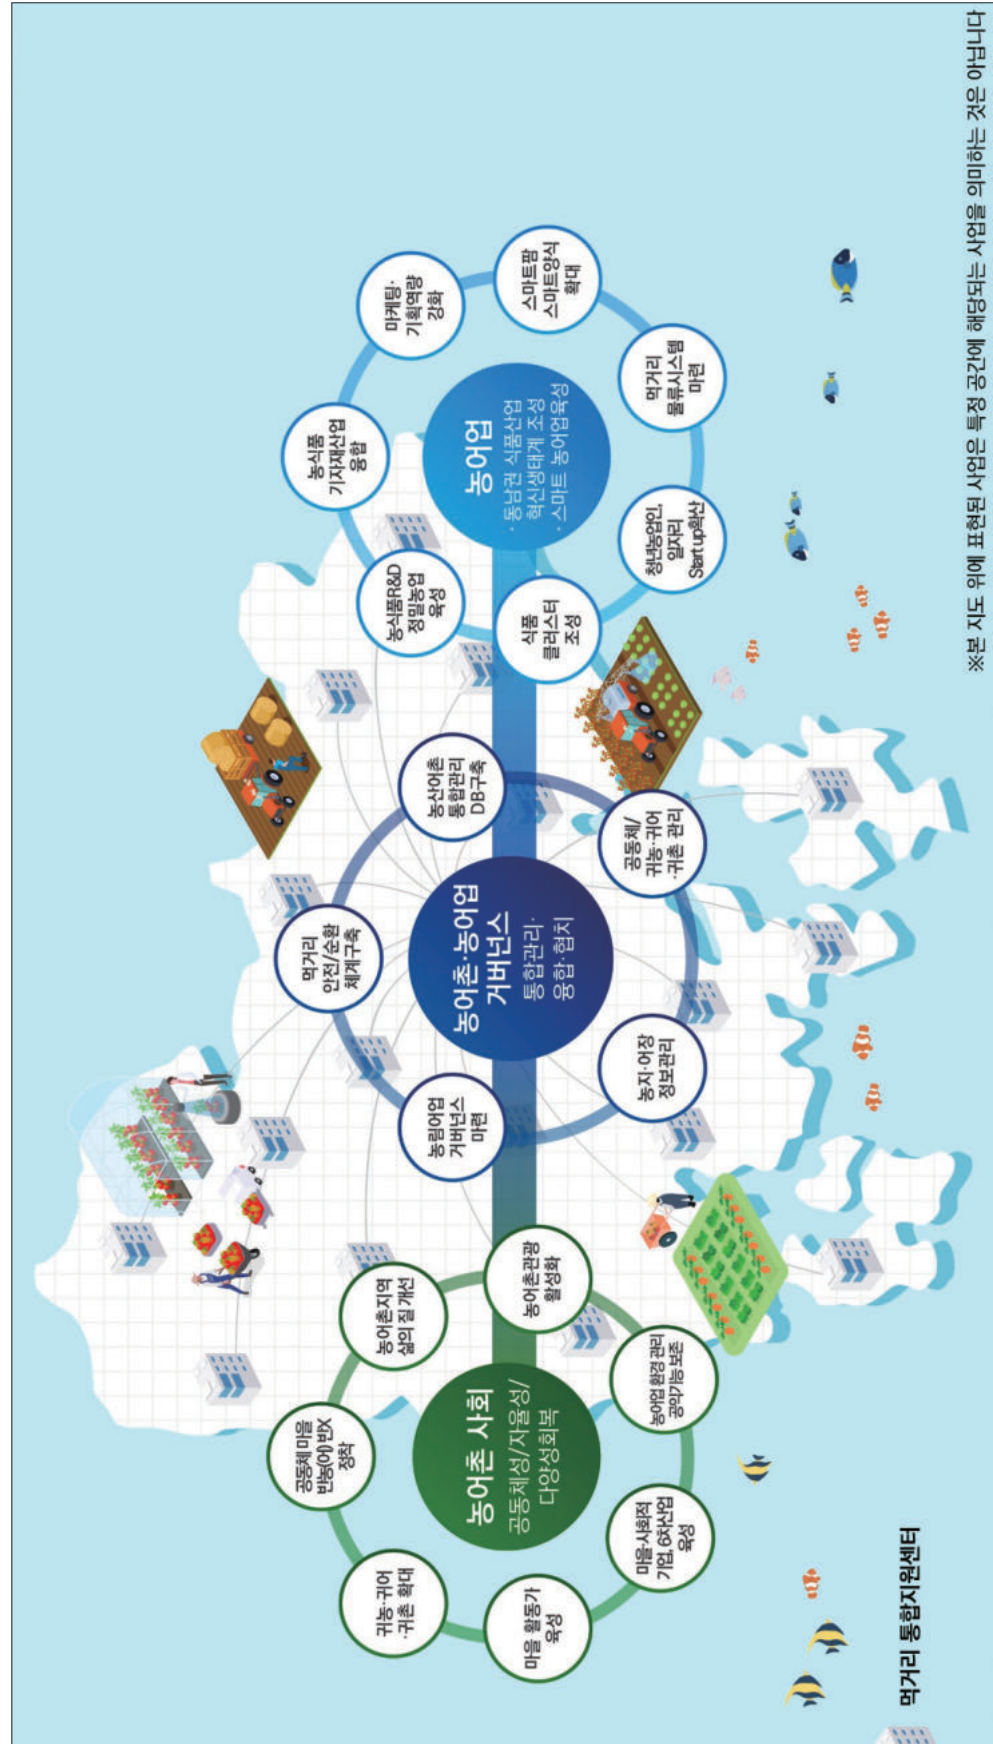 농어촌 사회
공동체성/자율성/
다양성회복
공동체 마을
반농(어) 반X
정착
농어촌지역
삶의 질 개선
농어촌관광
활성화
농어업 환경 관리
공익기능 보존
마을·사회적
기업, 6차산업
육성
마을 활동가
육성
귀농·귀어
·귀촌 확대
농어촌·농어업
거버넌스
통합관리·
융합·협치
먹거리
안전/순환
체계구축
농산어촌
통합관리
DB구축
공동체/
귀농·귀어
·귀촌 관리
농지·어장
정보관리
농림어업
거버넌스
마련
농어업
· 동남권 식품산업
혁신생태계 조성
· 스마트 농어업육성
농식품
기자재산업
융합
마케팅·
기획역량
강화
스마트팜
스마트양식
확대
먹거리
물류시스템
마련
청년농업인,
일자리
Start up확산
식품
클러스터
조성
농식품R&D
정밀농업
육성
먹거리 통합지원센터
※본 지도 위에 표현된 사업은 특정 공간에 해당되는 사업을 의미하는 것은 아닙니다